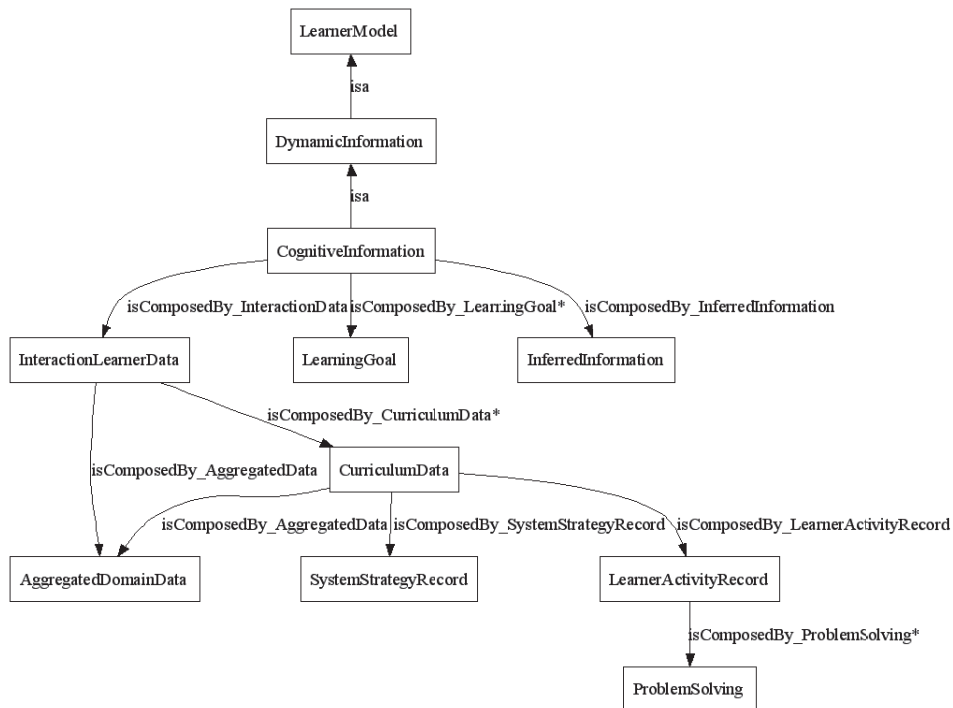 LearnerModel
isa
DymamicInformation
isa
CognitiveInformation
isComposedBy_InteractionData
isComposedBy_LearningGoal*
isComposedBy_InferredInformation
InteractionLearnerData
LearningGoal
InferredInformation
isComposedBy_CurriculumData*
isComposedBy_AggregatedData
CurriculumData
isComposedBy_AggregatedData
isComposedBy_SystemStrategyRecord
isComposedBy_LearnerActivityRecord
AggregatedDomainData
SystemStrategyRecord
LearnerActivityRecord
isComposedBy_ProblemSolving*
ProblemSolving